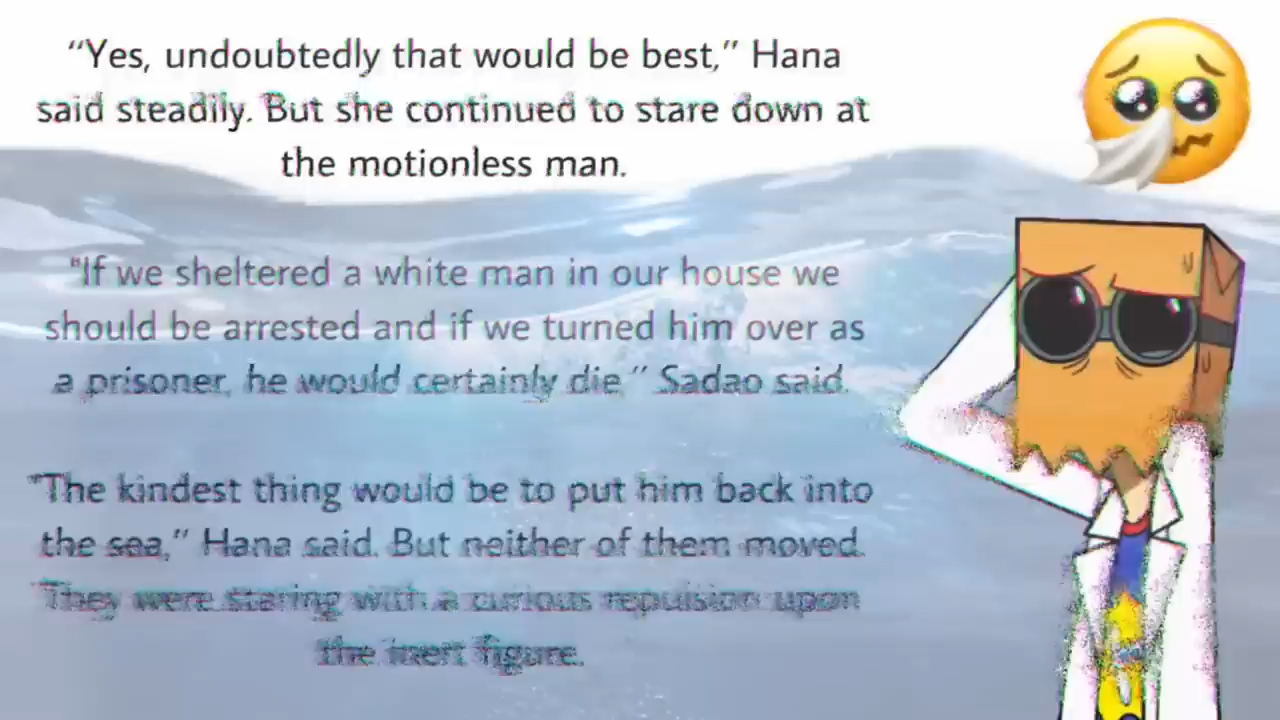 “Yes, undoubtedly that would be best,” Hana
said steadily. But she continued to stare down at
the motionless man.
"If we sheltered a white man in our house we
should be arrested and if we turned him over as
a prisoner, he would certainly die,” Sadao said.
"The kindest thing would be to put him back into
the sea,” Hana said. But neither of them moved.
They were staring with a curious repulsion upon
the inert figure.